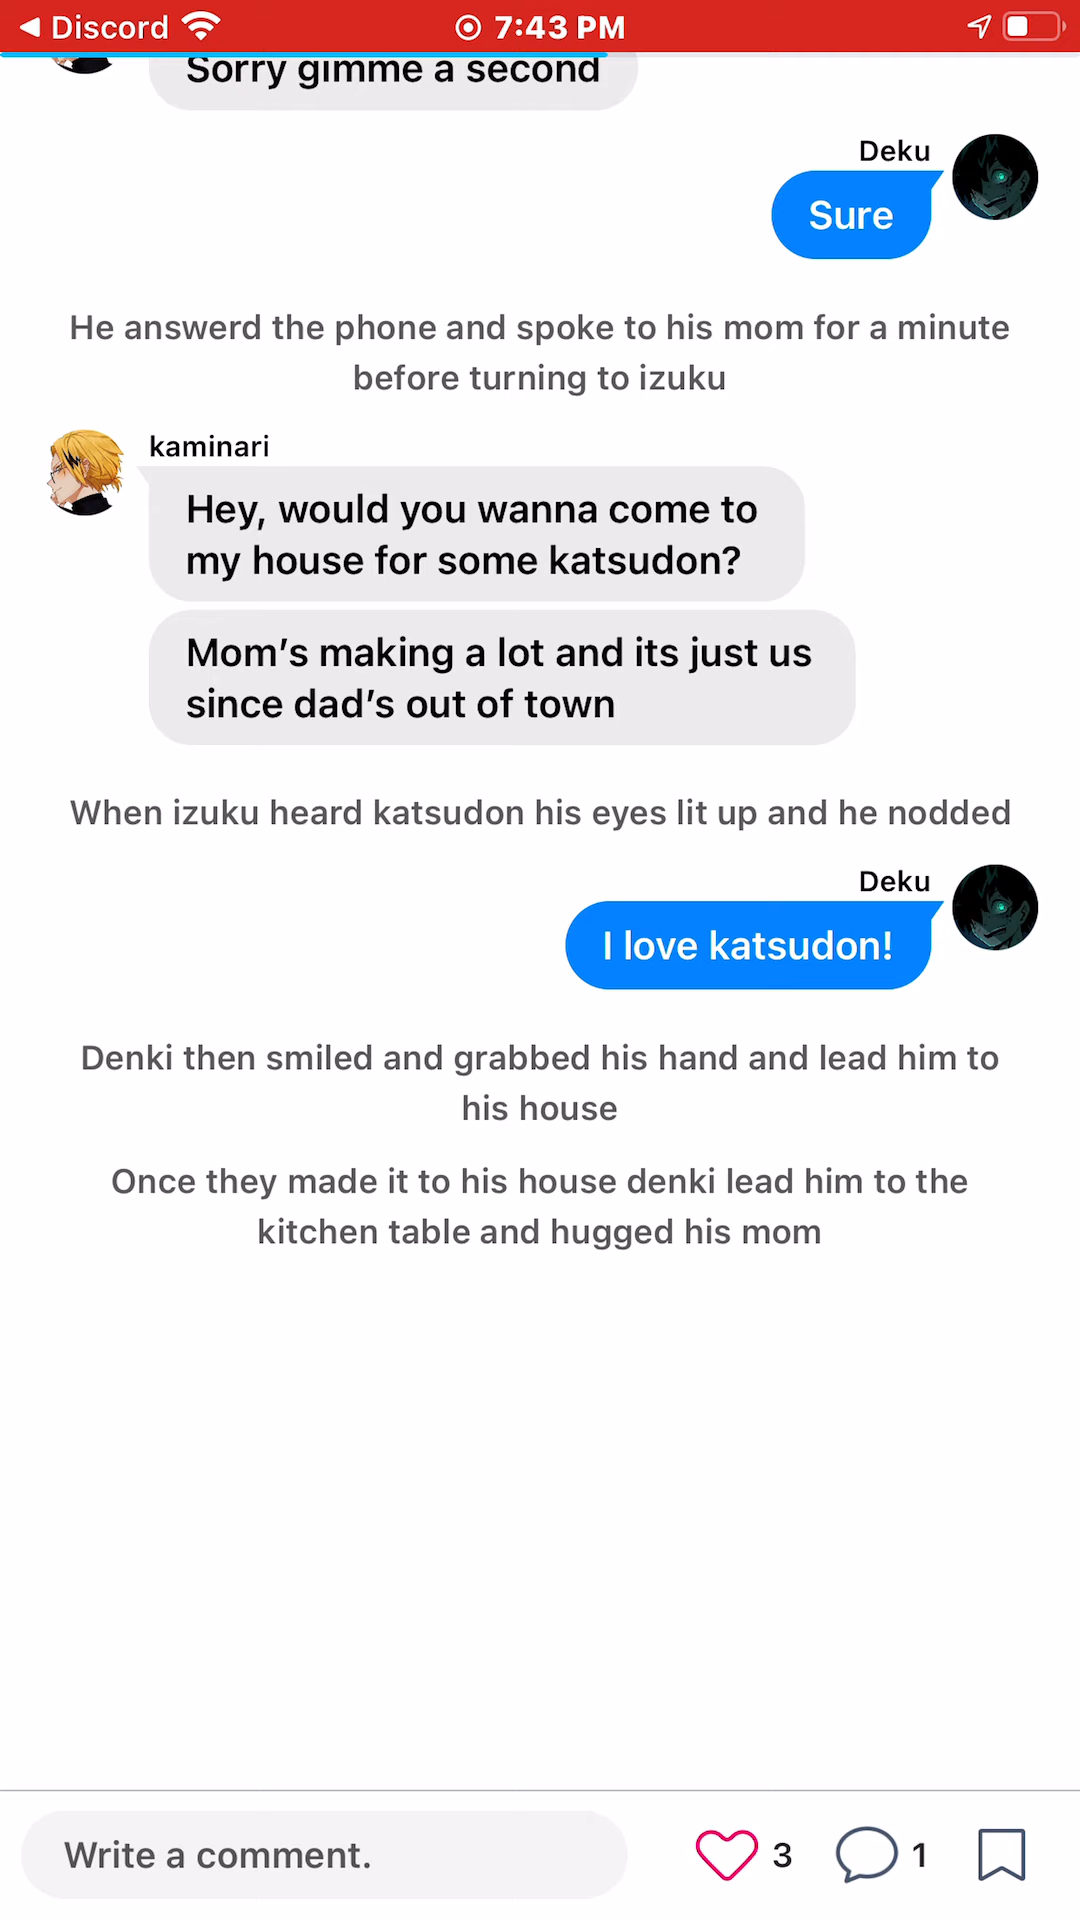 Discord 7:43 PM
Sorry gimme a second
Deku
Sure
He answerd the phone and spoke to his mom for a minute
before turning to izuku
kaminari
Hey, would you wanna come to
my house for some katsudon?
Mom's making a lot and its just us
since dad's out of town
When izuku heard katsudon his eyes lit up and he nodded
Deku
I love katsudon!
Denki then smiled and grabbed his hand and lead him to
his house
Once they made it to his house denki lead him to the
kitchen table and hugged his mom
Write a comment. 3 1